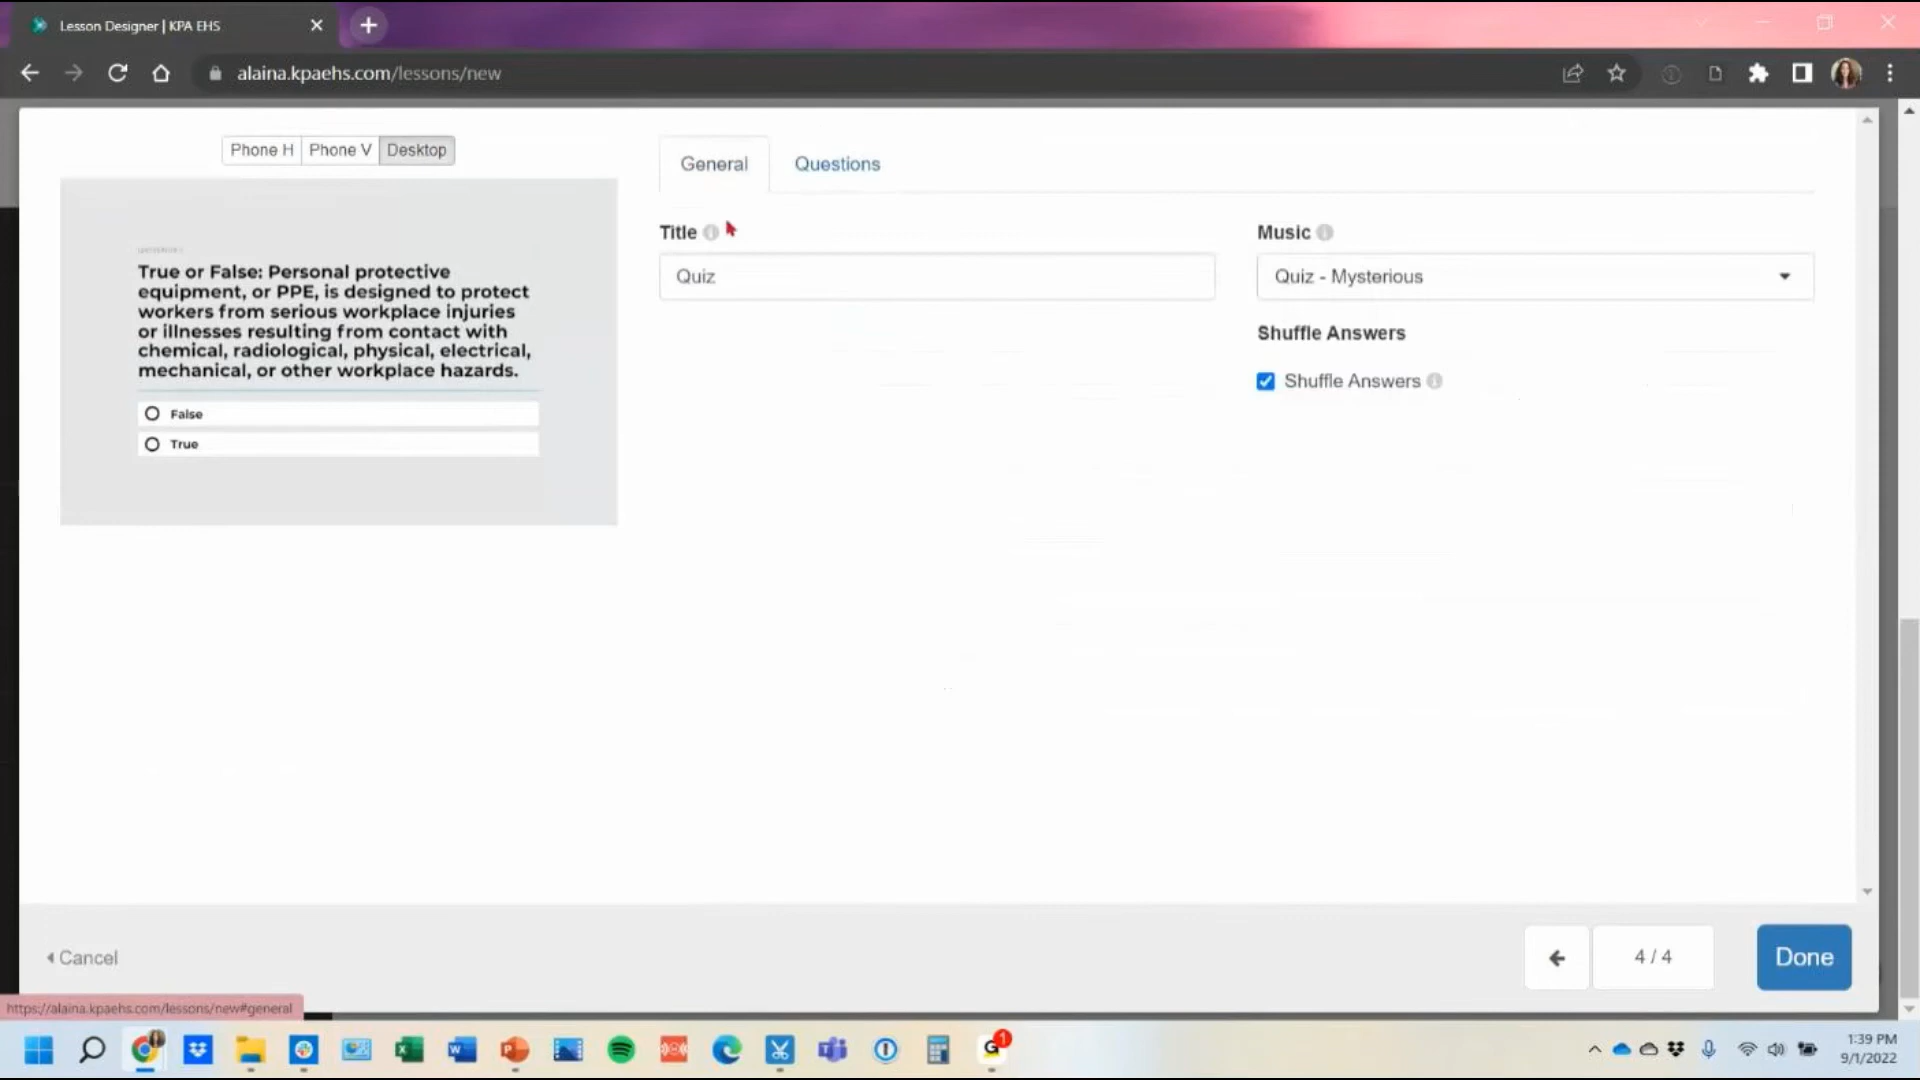 Lesson Designer | KPA EHS
alaina.kpaehs.com/lessons/new
Phone H
Phone V
Desktop
General
Questions
Title
Music
Quiz
Quiz - Mysterious
Shuffle Answers
Shuffle Answers
True or False: Personal protective
equipment, or PPE, is designed to protect
workers from serious workplace injuries
or illnesses resulting from contact with
chemical, radiological, physical, electrical,
mechanical, or other workplace hazards.
False
True
Cancel
4 / 4
Done
https://alaina.kpaehs.com/lessons/new#general
1
1:39 PM
9/1/2022